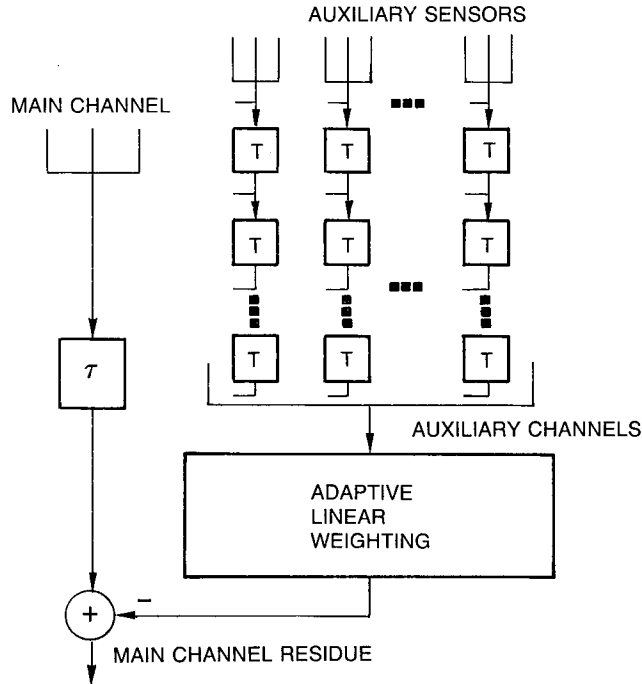 AUXILIARY SENSORS
MAIN CHANNEL
T T T
T T T
T T T
τ
AUXILIARY CHANNELS
ADAPTIVE
LINEAR
WEIGHTING
−
+
MAIN CHANNEL RESIDUE